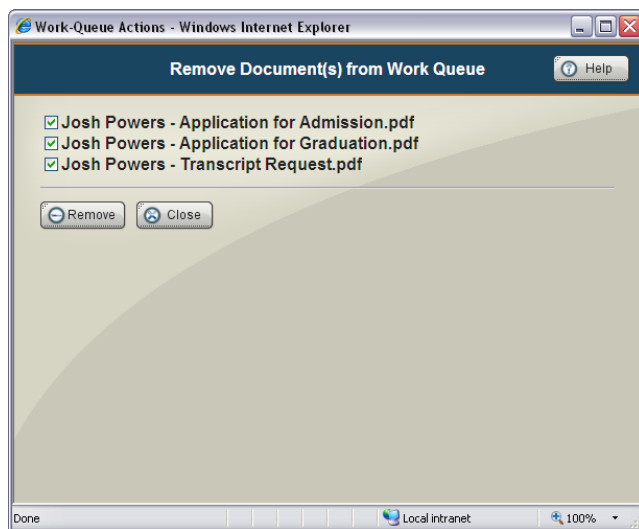 Work-Queue Actions - Windows Internet Explorer
Remove Document(s) from Work Queue
Help
Josh Powers - Application for Admission.pdf
Josh Powers - Application for Graduation.pdf
Josh Powers - Transcript Request.pdf
Remove Close
Done Local intranet 100%